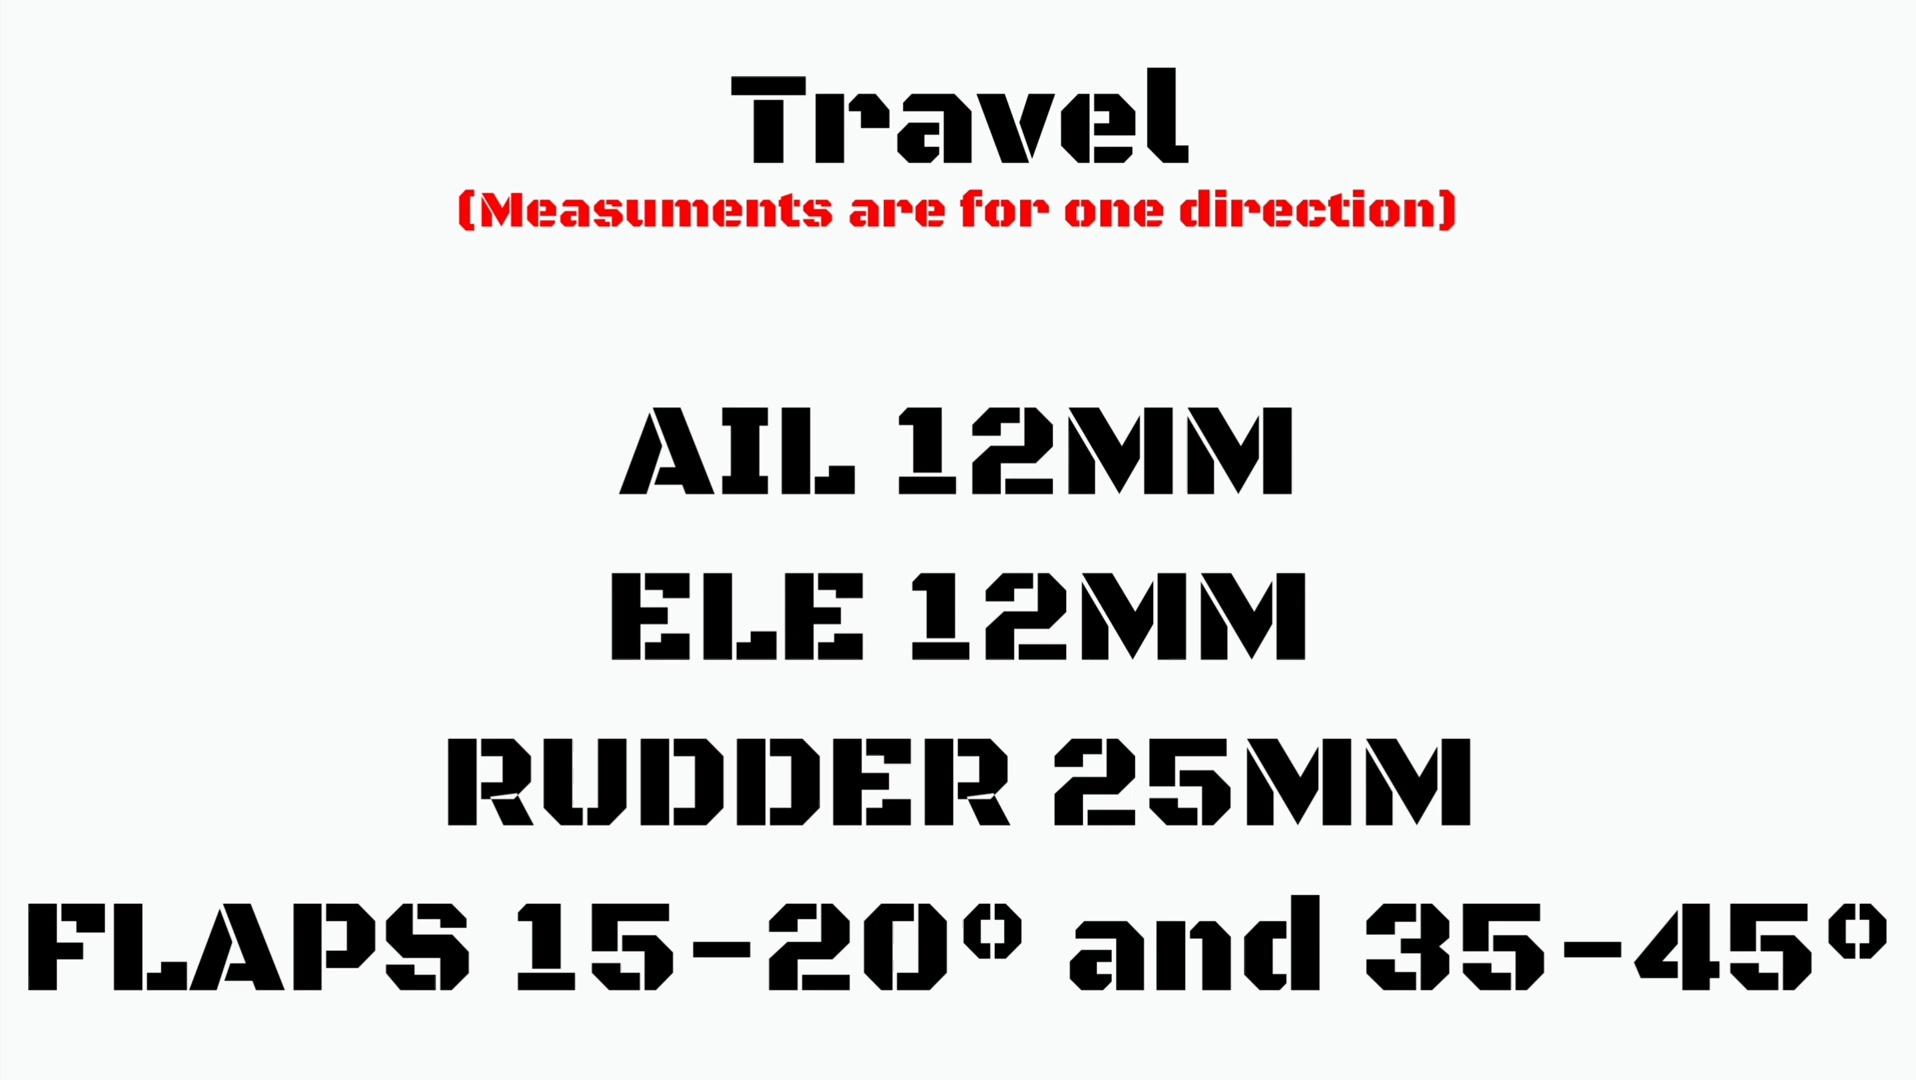 Travel
(Measuments are for one direction)
AIL 12MM
ELE 12MM
RUDDER 25MM
FLAPS 15-20° and 35-45°